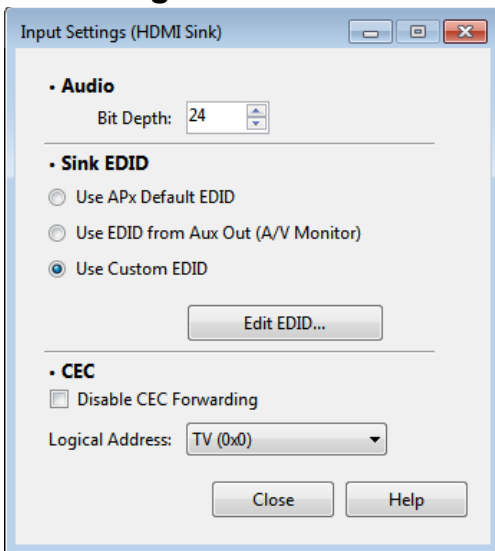 Input Settings (HDMI Sink)
• Audio
Bit Depth: 24
• Sink EDID
Use APx Default EDID
Use EDID from Aux Out (A/V Monitor)
Use Custom EDID
Edit EDID...
• CEC
Disable CEC Forwarding
Logical Address: TV (0x0)
Close Help